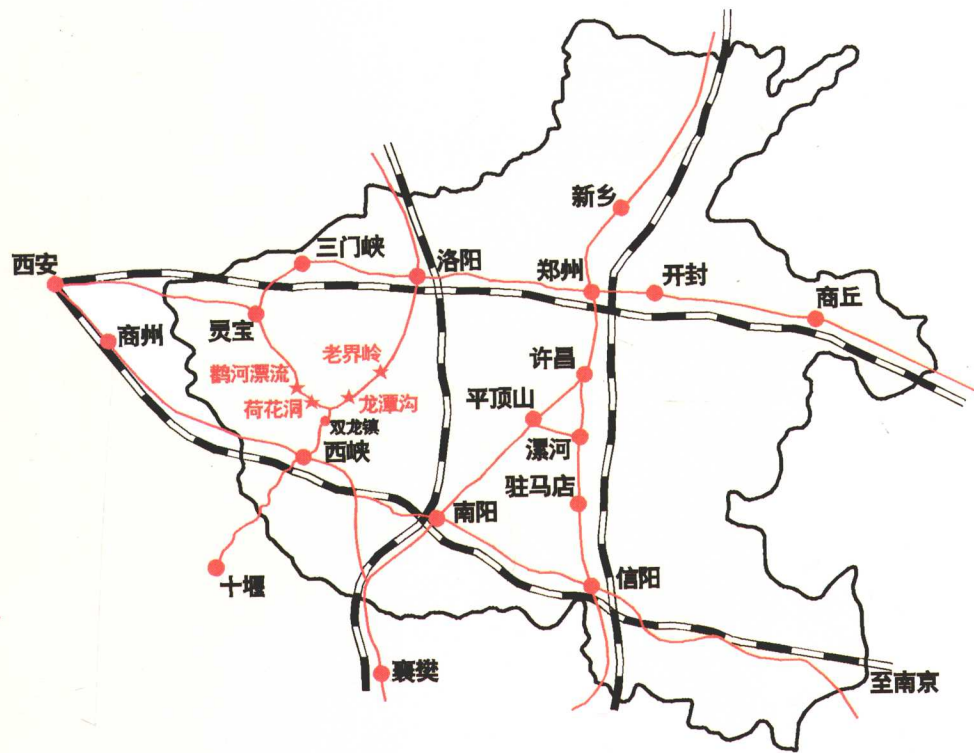 新乡
三门峡
洛阳
西安
郑州
开封
商丘
灵宝
商州
老界岭
许昌
鹳河漂流
荷花洞
龙潭沟
平顶山
双龙镇
漯河
西峡
驻马店
南阳
十堰
信阳
襄樊
至南京